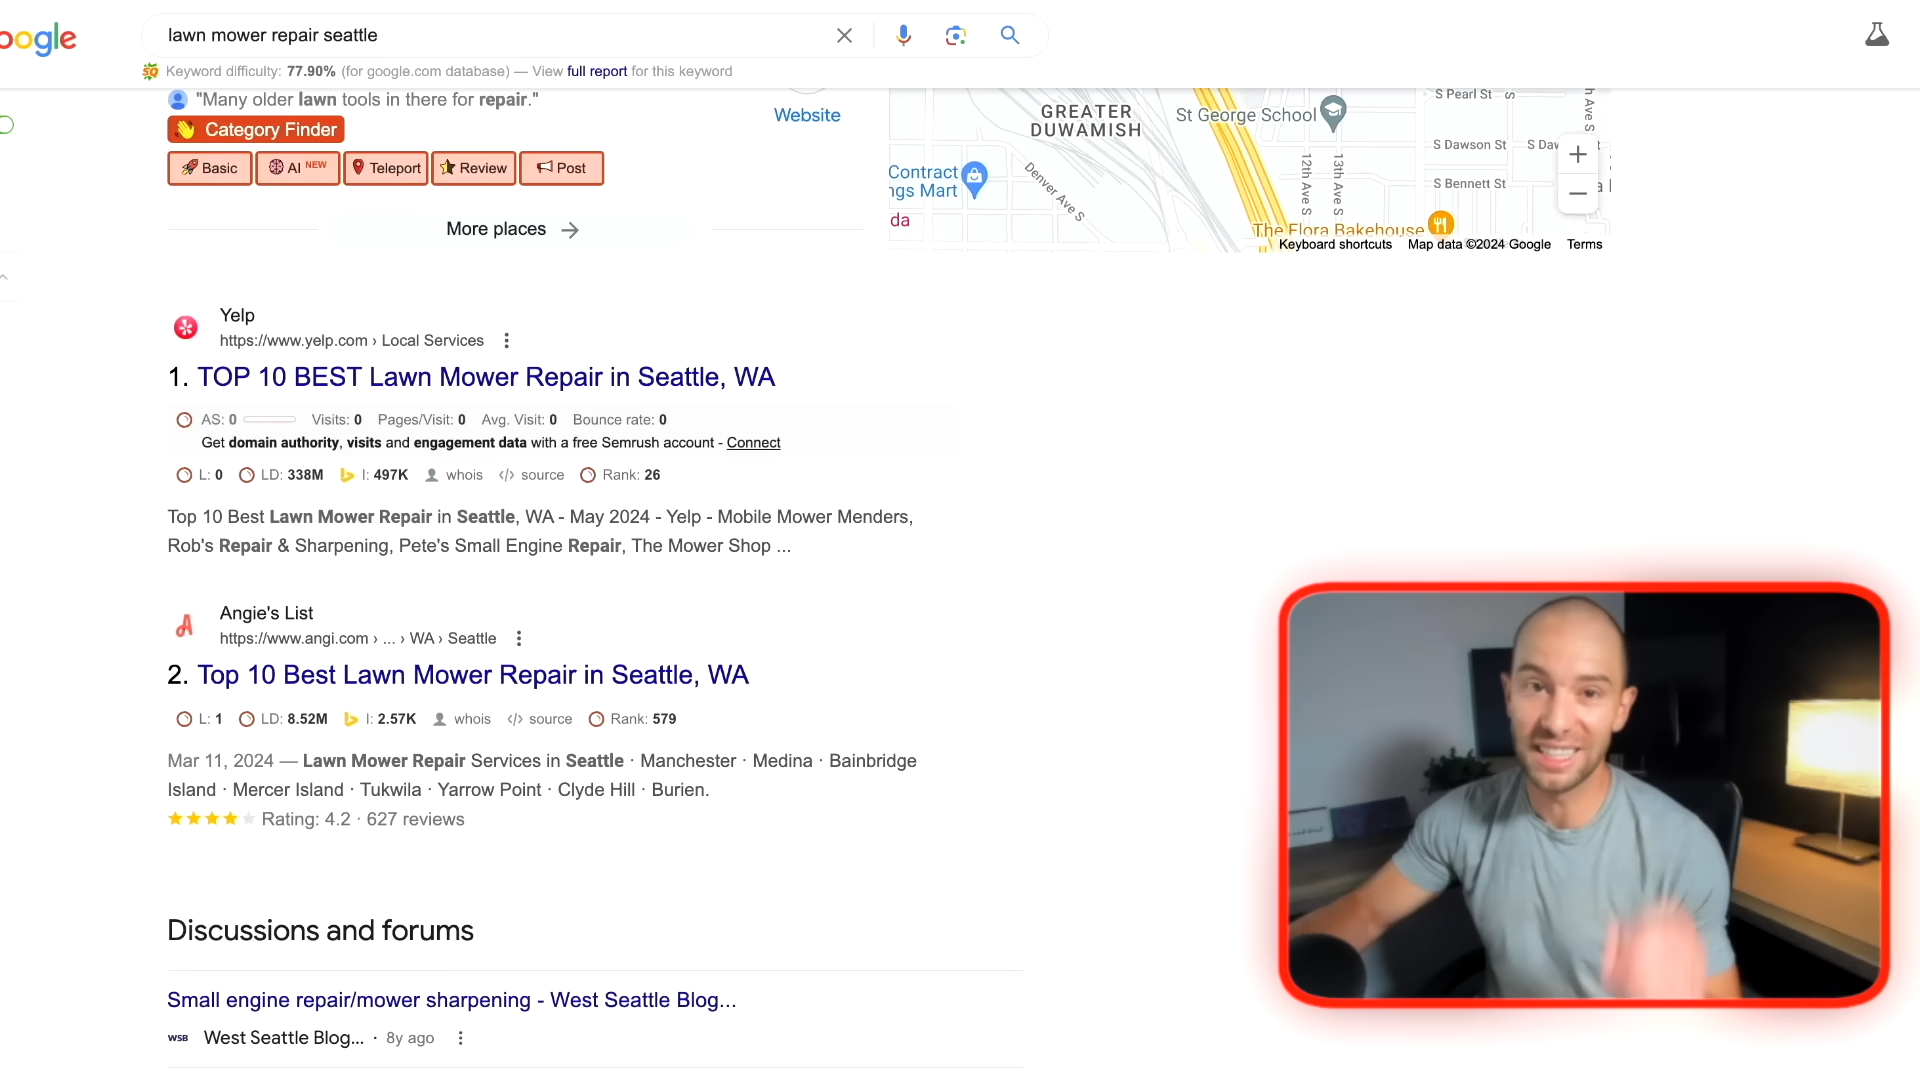 oogle
lawn mower repair seattle
Keyword difficulty: 77.90% (for google.com database) — View full report for this keyword
"Many older lawn tools in there for repair."
Category Finder
Basic
AI NEW
Teleport
Review
Post
Website
More places
GREATER
DUWAMISH
St George School
S Pearl St
S
h Ave S
S Dawson St
S Daw
S Bennett St
12th Ave S
13th Ave S
Denver Ave S
Contract
ngs Mart
da
The Flora Bakehouse
Keyboard shortcuts
Map data ©2024 Google
Terms
Yelp
https://www.yelp.com › Local Services
1. TOP 10 BEST Lawn Mower Repair in Seattle, WA
AS: 0 Visits: 0 Pages/Visit: 0 Avg. Visit: 0 Bounce rate: 0
Get domain authority, visits and engagement data with a free Semrush account - Connect
L: 0 LD: 338M I: 497K whois </> source Rank: 26
Top 10 Best Lawn Mower Repair in Seattle, WA - May 2024 - Yelp - Mobile Mower Menders,
Rob's Repair & Sharpening, Pete's Small Engine Repair, The Mower Shop ...
Angie's List
https://www.angi.com › ... › WA › Seattle
2. Top 10 Best Lawn Mower Repair in Seattle, WA
L: 1 LD: 8.52M I: 2.57K whois </> source Rank: 579
Mar 11, 2024 — Lawn Mower Repair Services in Seattle · Manchester · Medina · Bainbridge
Island · Mercer Island · Tukwila · Yarrow Point · Clyde Hill · Burien.
Rating: 4.2 · 627 reviews
Discussions and forums
Small engine repair/mower sharpening - West Seattle Blog...
WSB West Seattle Blog... · 8y ago